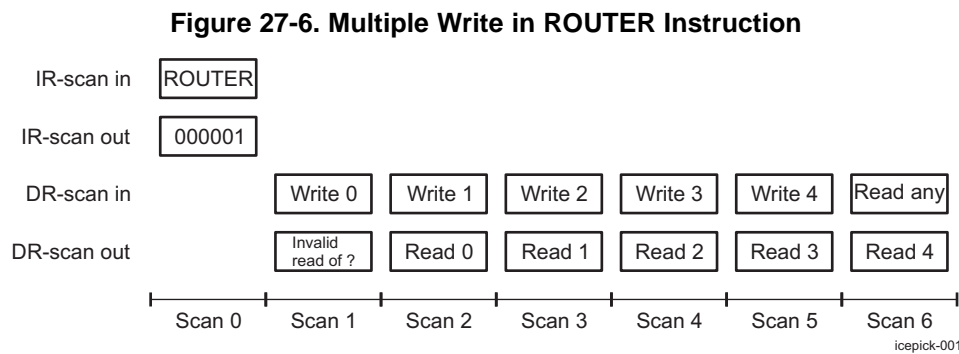 Figure 27-6. Multiple Write in ROUTER Instruction
IR-scan in ROUTER
IR-scan out 000001
DR-scan in Write 0 Write 1 Write 2 Write 3 Write 4 Read any
DR-scan out Invalid read of ? Read 0 Read 1 Read 2 Read 3 Read 4
Scan 0 Scan 1 Scan 2 Scan 3 Scan 4 Scan 5 Scan 6
icepick-001